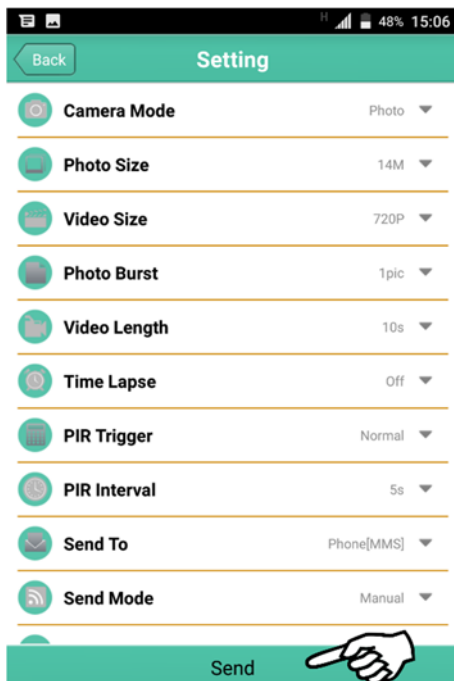 H 48% 15:06
Back Setting
Camera Mode Photo
Photo Size 14M
Video Size 720P
Photo Burst 1pic
Video Length 10s
Time Lapse Off
PIR Trigger Normal
PIR Interval 5s
Send To Phone[MMS]
Send Mode Manual
Send